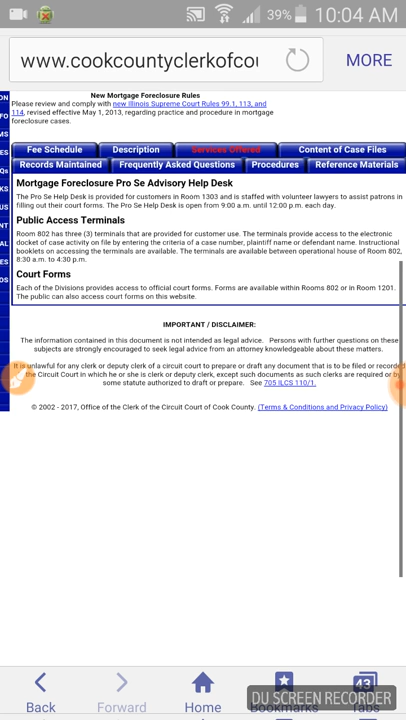 39% 10:04 AM
www.cookcountyclerkofcou
MORE
New Mortgage Foreclosure Rules
Please review and comply with new Illinois Supreme Court Rules 99.1, 113, and
114, revised effective May 1, 2013, regarding practice and procedure in mortgage
foreclosure cases.
Fee Schedule Description Services Offered Content of Case Files
Records Maintained Frequently Asked Questions Procedures Reference Materials
Mortgage Foreclosure Pro Se Advisory Help Desk
The Pro Se Help Desk is provided for customers in Room 1303 and is staffed with volunteer lawyers to assist patrons in
filling out their court forms. The Pro Se Help Desk is open from 9:00 a.m. until 12:00 p.m. each day.
Public Access Terminals
Room 802 has three (3) terminals that are provided for customer use. The terminals provide access to the electronic
docket of case activity on file by entering the criteria of a case number, plaintiff name or defendant name. Instructional
booklets on accessing the terminals are available. The terminals are available between operational house of Room 802,
8:30 a.m. to 4:30 p.m.
Court Forms
Each of the Divisions provides access to official court forms. Forms are available within Rooms 802 or in Room 1201.
The public can also access court forms on this website.
IMPORTANT / DISCLAIMER:
The information contained in this document is not intended as legal advice. Persons with further questions on these
subjects are strongly encouraged to seek legal advice from an attorney knowledgeable about these matters.
It is unlawful for any clerk or deputy clerk of a circuit court to prepare or draft any document that is to be filed or recorded
the Circuit Court in which he or she is clerk or deputy clerk, except such documents as such clerks are required or by
some statute authorized to draft or prepare. See 705 ILCS 110/1.
© 2002 - 2017, Office of the Clerk of the Circuit Court of Cook County. (Terms & Conditions and Privacy Policy)
43
Back Forward Home Bookmarks Tabs
DU SCREEN RECORDER